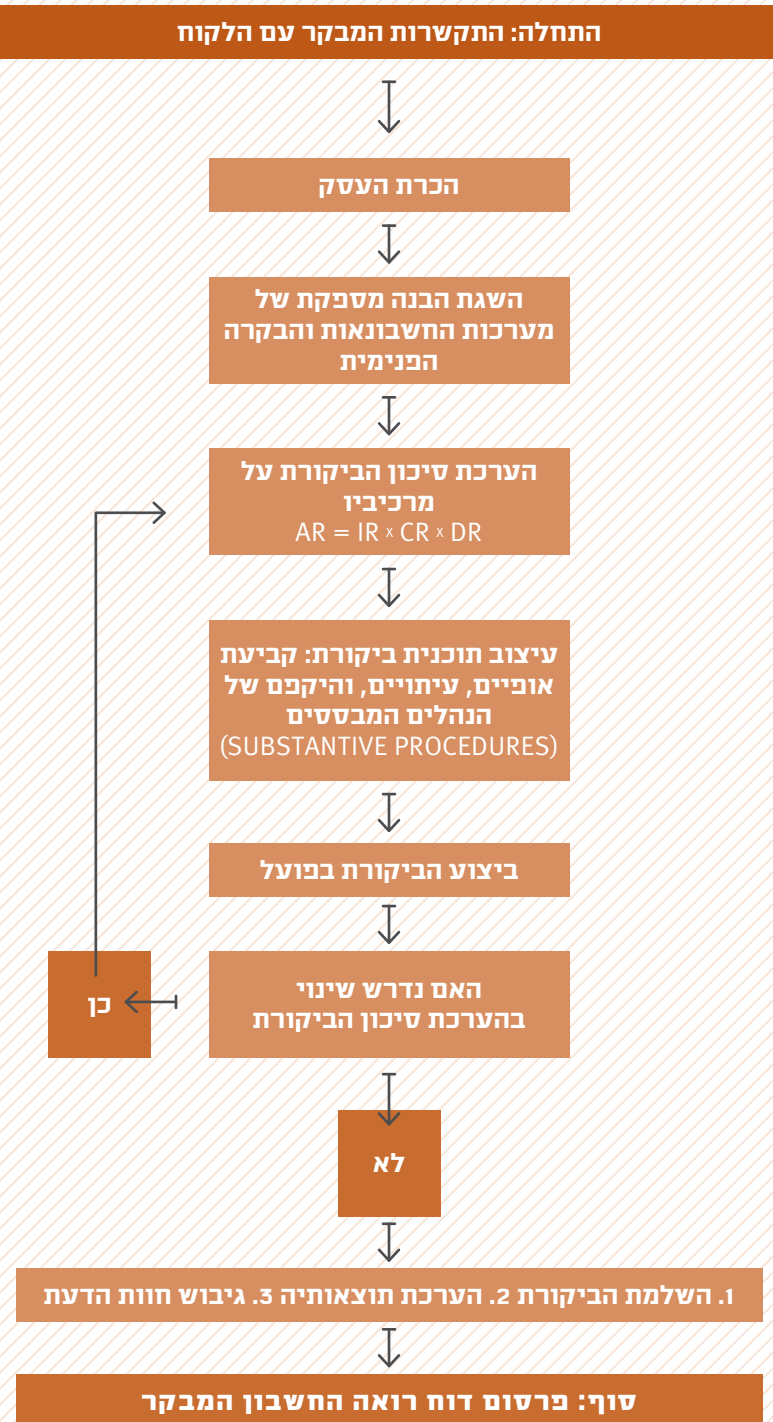 התחלה: התקשרות המבקר עם הלקוח
הכרת העסק
השגת הבנה מספקת של
מערכות החשבונאות והבקרה
הפנימית
הערכת סיכון הביקורת על
מרכיביו
AR = IR x CR x DR
עיצוב תוכנית ביקורת: קביעת
אופיים, עיתויים, והיקפם של
הנהלים המבססים
(SUBSTANTIVE PROCEDURES)
ביצוע הביקורת בפועל
האם נדרש שינוי
בהערכת סיכון הביקורת
כן
לא
1. השלמת הביקורת 2. הערכת תוצאותיה 3. גיבוש חוות הדעת
סוף: פרסום דוח רואה החשבון המבקר